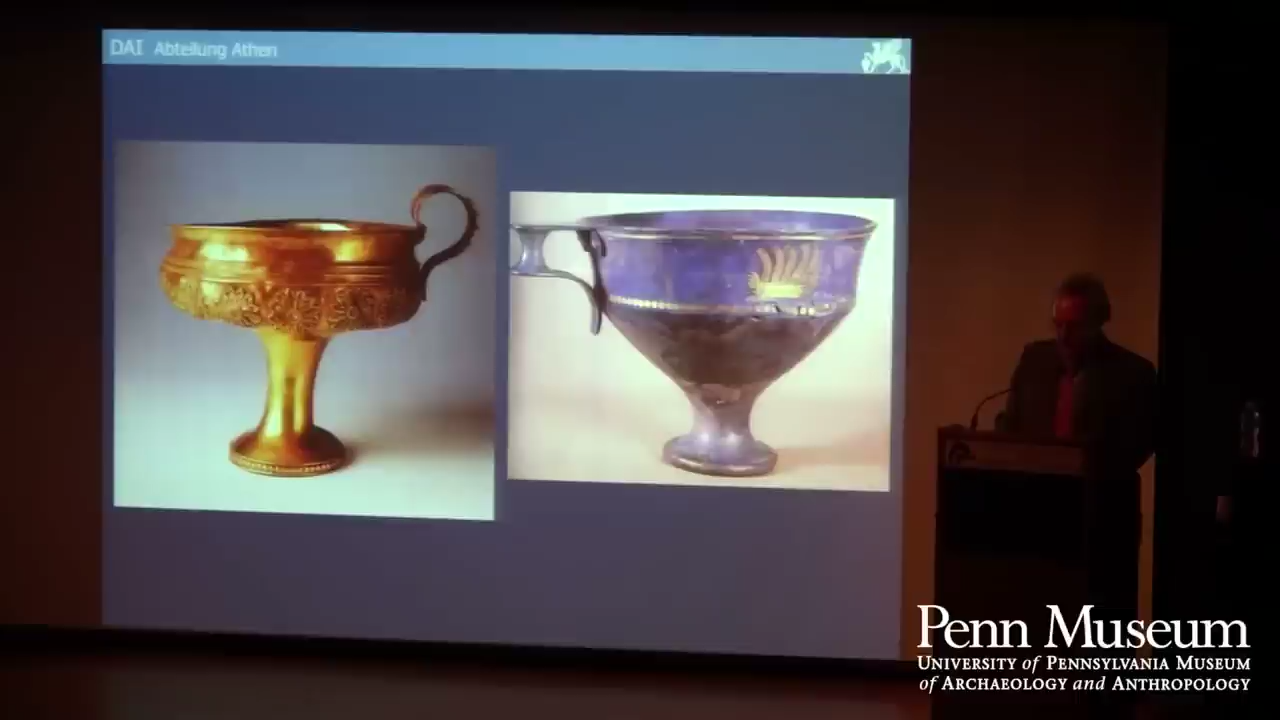 DAI Abteilung Athen
Penn Museum
UNIVERSITY of PENNSYLVANIA MUSEUM
of ARCHAEOLOGY and ANTHROPOLOGY